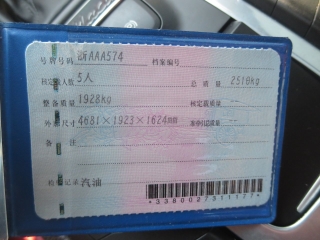 号牌号码 浙AAA574 档案编号
核定载人数 5人 总质量 2518kg
整备质量 1928kg 核定载质量
外廓尺寸 4681×1923×1624mm 准牵引总质量
备注
检验记录 汽油
*3380027311177*